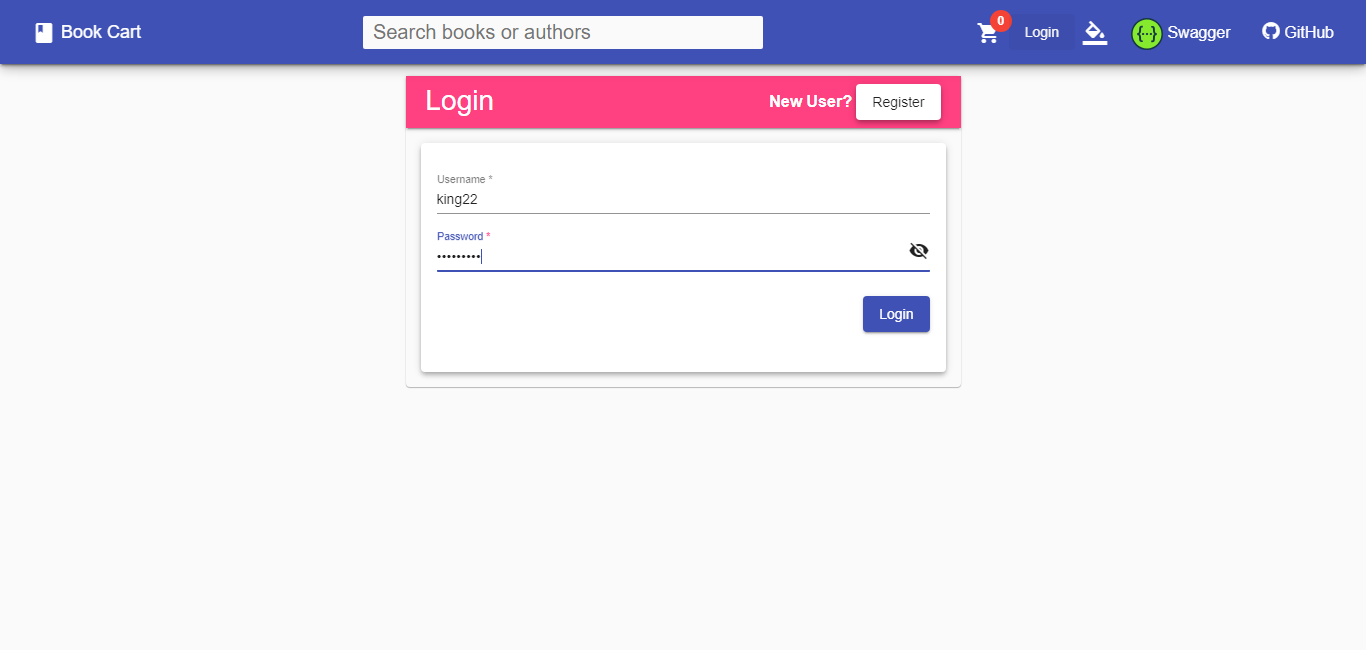 Book Cart
Search books or authors
0
Login
{··}
Swagger
GitHub
Login
New User?
Register
Username *
king22
Password *
•••••••••
Login